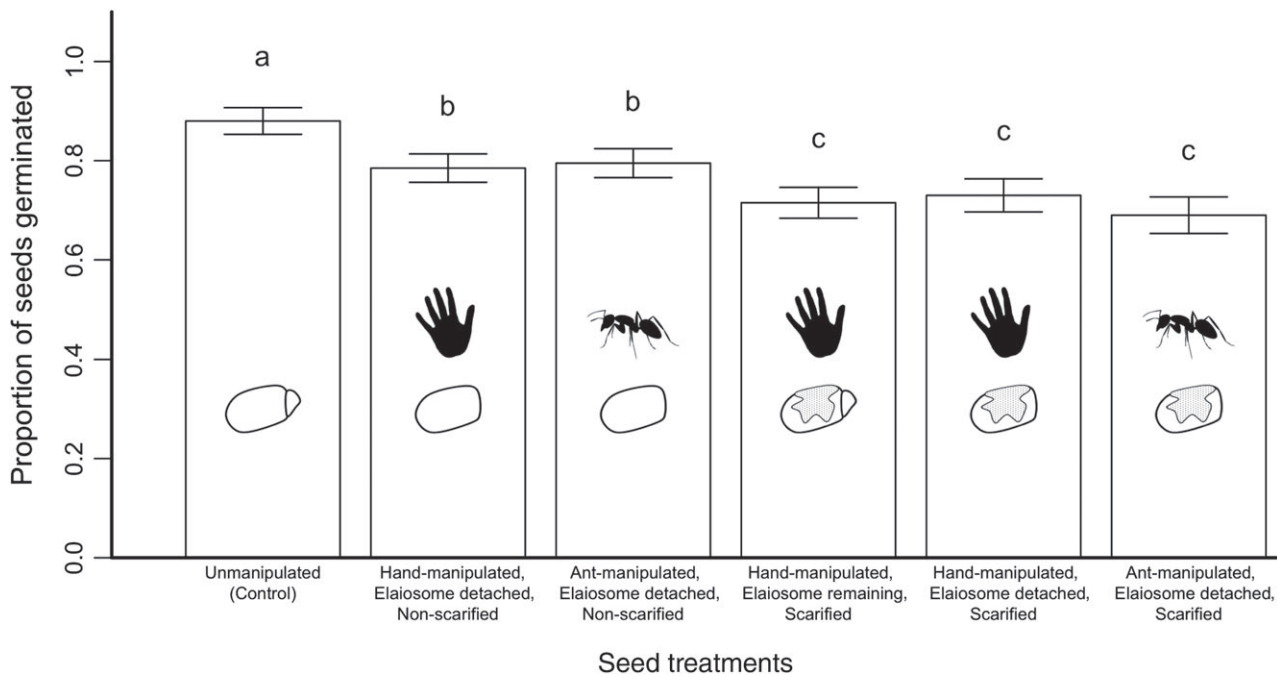 Proportion of seeds germinated
1.0
0.8
0.6
0.4
0.2
0.0
a
b
b
c
c
c
Unmanipulated
(Control)
Hand-manipulated,
Elaiosome detached,
Non-scarified
Ant-manipulated,
Elaiosome detached,
Non-scarified
Hand-manipulated,
Elaiosome remaining,
Scarified
Hand-manipulated,
Elaiosome detached,
Scarified
Ant-manipulated,
Elaiosome detached,
Scarified
Seed treatments